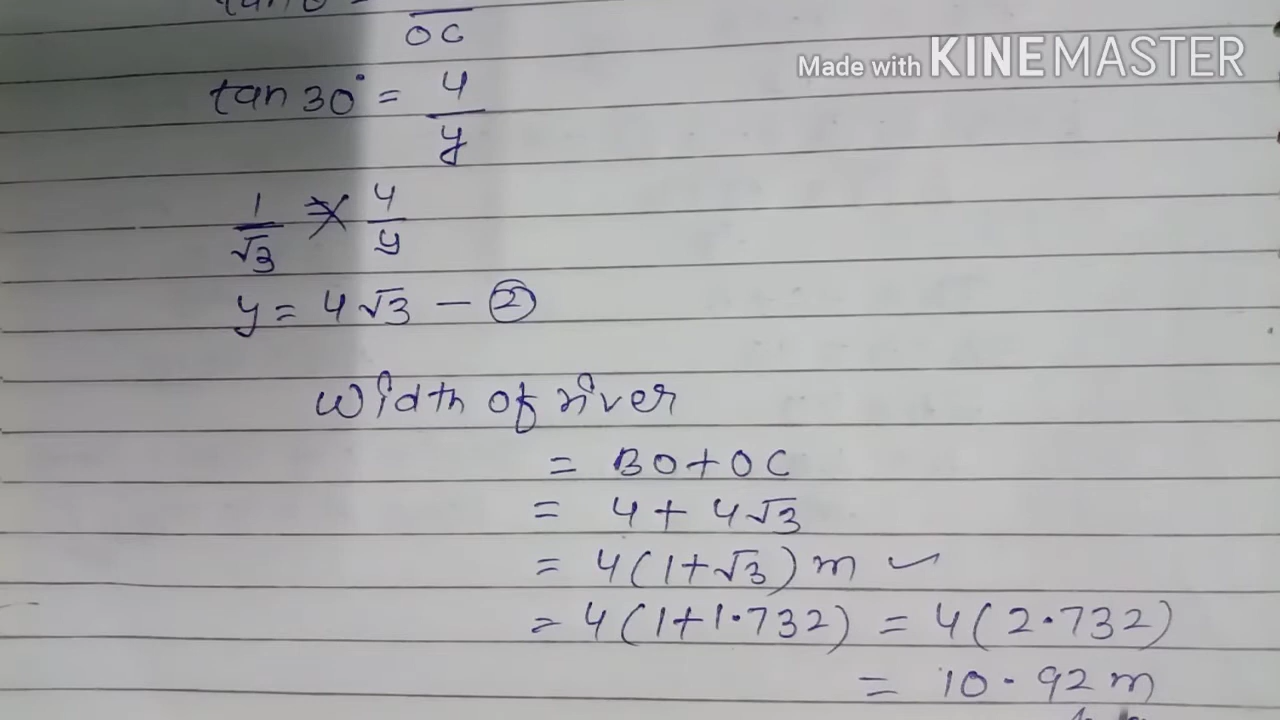 tan θ =
OC
Made with KINEMASTER
tan 30° = 4/y
1/√3 = 4/y
y = 4√3 — ②
Width of river
= BO + OC
= 4 + 4√3
= 4(1+√3) m ✓
= 4(1+1.732) = 4(2.732)
= 10.92 m